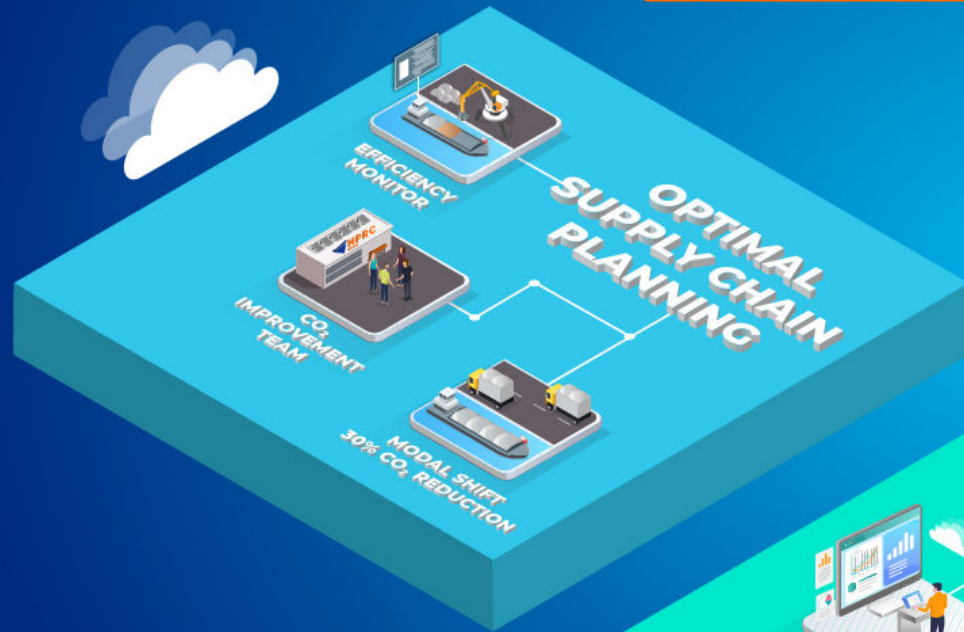 EFFICIENCY
MONITOR
OPTIMAL
SUPPLY CHAIN
PLANNING
NPRC
CO₂
IMPROVEMENT
TEAM
MODAL SHIFT
30% CO₂ REDUCTION